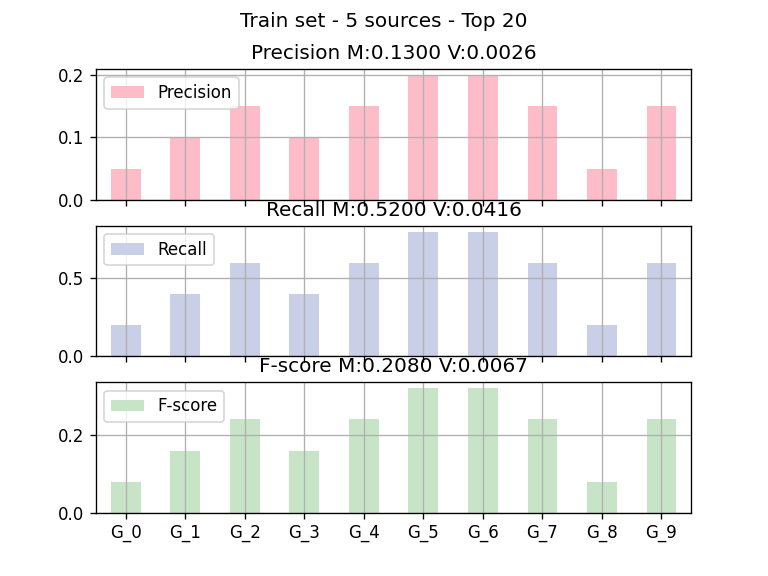 Train set - 5 sources - Top 20
Precision M:0.1300 V:0.0026
0.2
0.1
0.0
Precision
Recall M:0.5200 V:0.0416
0.5
0.0
Recall
F-score M:0.2080 V:0.0067
0.2
0.0
F-score
G_0 G_1 G_2 G_3 G_4 G_5 G_6 G_7 G_8 G_9